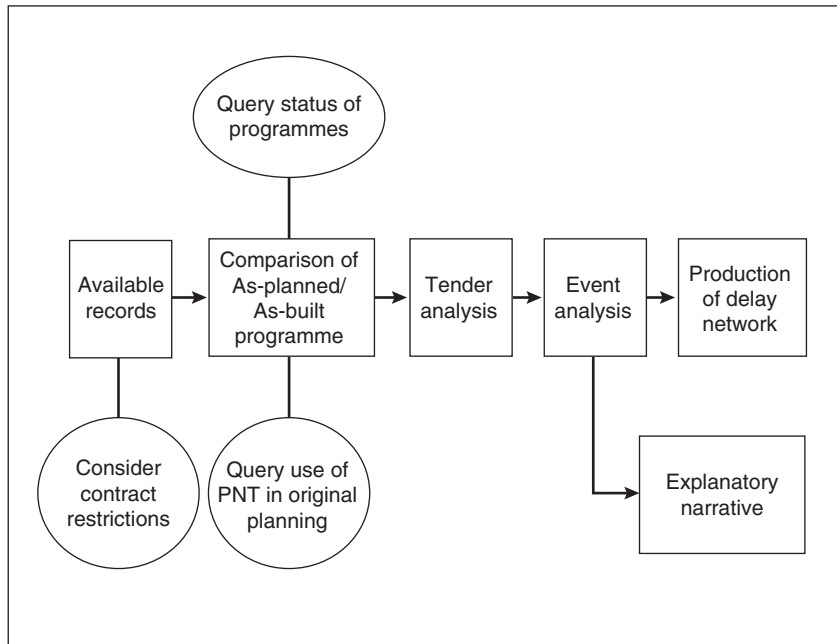 Query status of
programmes
Available
records
Comparison of
As-planned/
As-built
programme
Tender
analysis
Event
analysis
Production
of delay
network
Consider
contract
restrictions
Query use of
PNT in original
planning
Explanatory
narrative